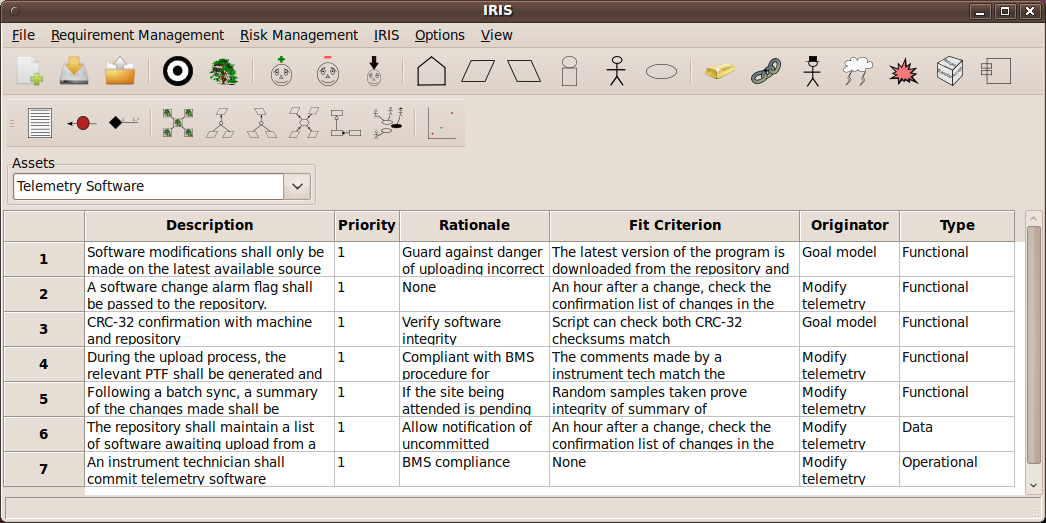 IRIS
File Requirement Management Risk Management IRIS Options View
Assets
Telemetry Software
Description Priority Rationale Fit Criterion Originator Type
1 Software modifications shall only be 1 Guard against danger The latest version of the program is Goal model Functional
made on the latest available source of uploading incorrect downloaded from the repository and
2 A software change alarm flag shall 1 None An hour after a change, check the Modify Functional
be passed to the repository. confirmation list of changes in the telemetry
3 CRC-32 confirmation with machine 1 Verify software Script can check both CRC-32 Goal model Functional
and repository integrity checksums match
4 During the upload process, the 1 Compliant with BMS The comments made by a Modify Functional
relevant PTF shall be generated and procedure for instrument tech match the telemetry
5 Following a batch sync, a summary 1 If the site being Random samples taken prove Modify Functional
of the changes made shall be attended is pending integrity of summary of telemetry
6 The repository shall maintain a list 1 Allow notification of An hour after a change, check the Modify Data
of software awaiting upload from a uncommitted confirmation list of changes in the telemetry
7 An instrument technician shall 1 BMS compliance None Modify Operational
commit telemetry software telemetry